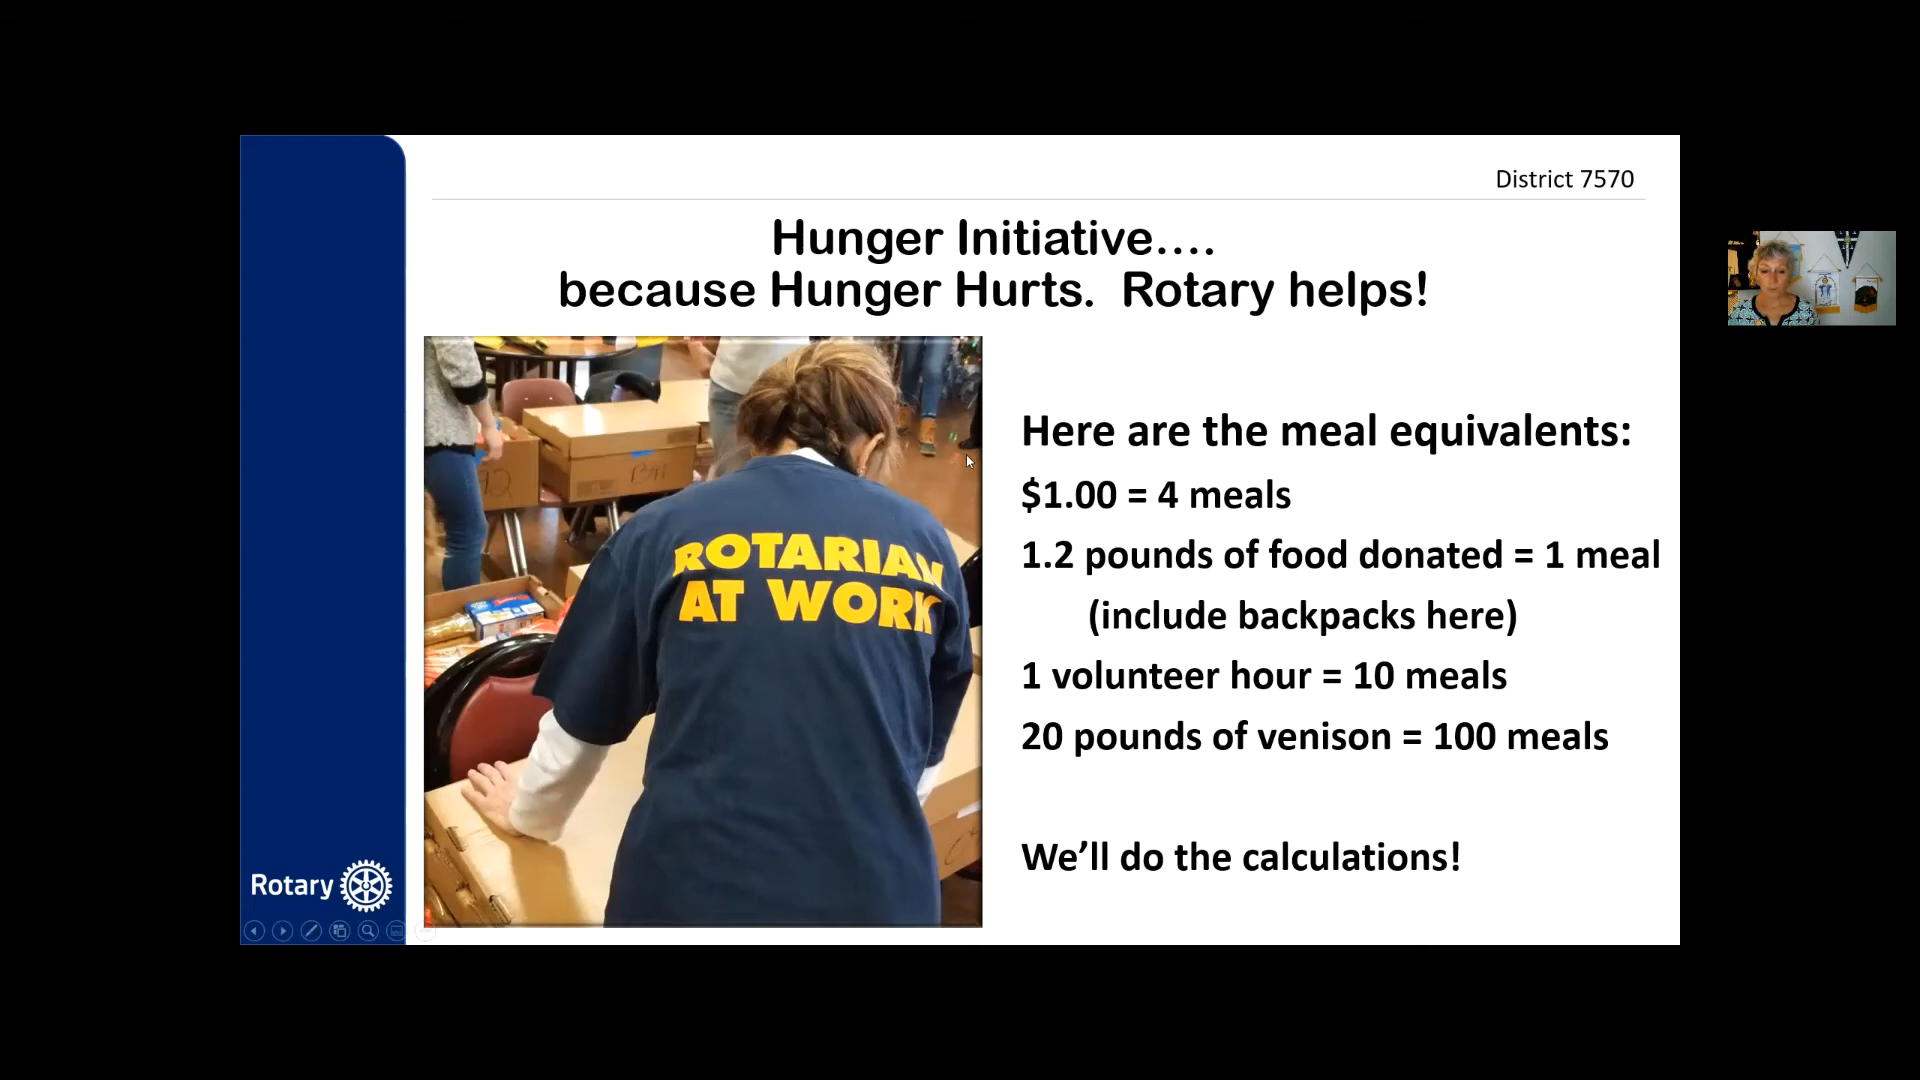 District 7570
Hunger Initiative....
because Hunger Hurts.  Rotary helps!
ROTARIAN
AT WORK
Here are the meal equivalents:
$1.00 = 4 meals
1.2 pounds of food donated = 1 meal
(include backpacks here)
1 volunteer hour = 10 meals
20 pounds of venison = 100 meals
We’ll do the calculations!
Rotary